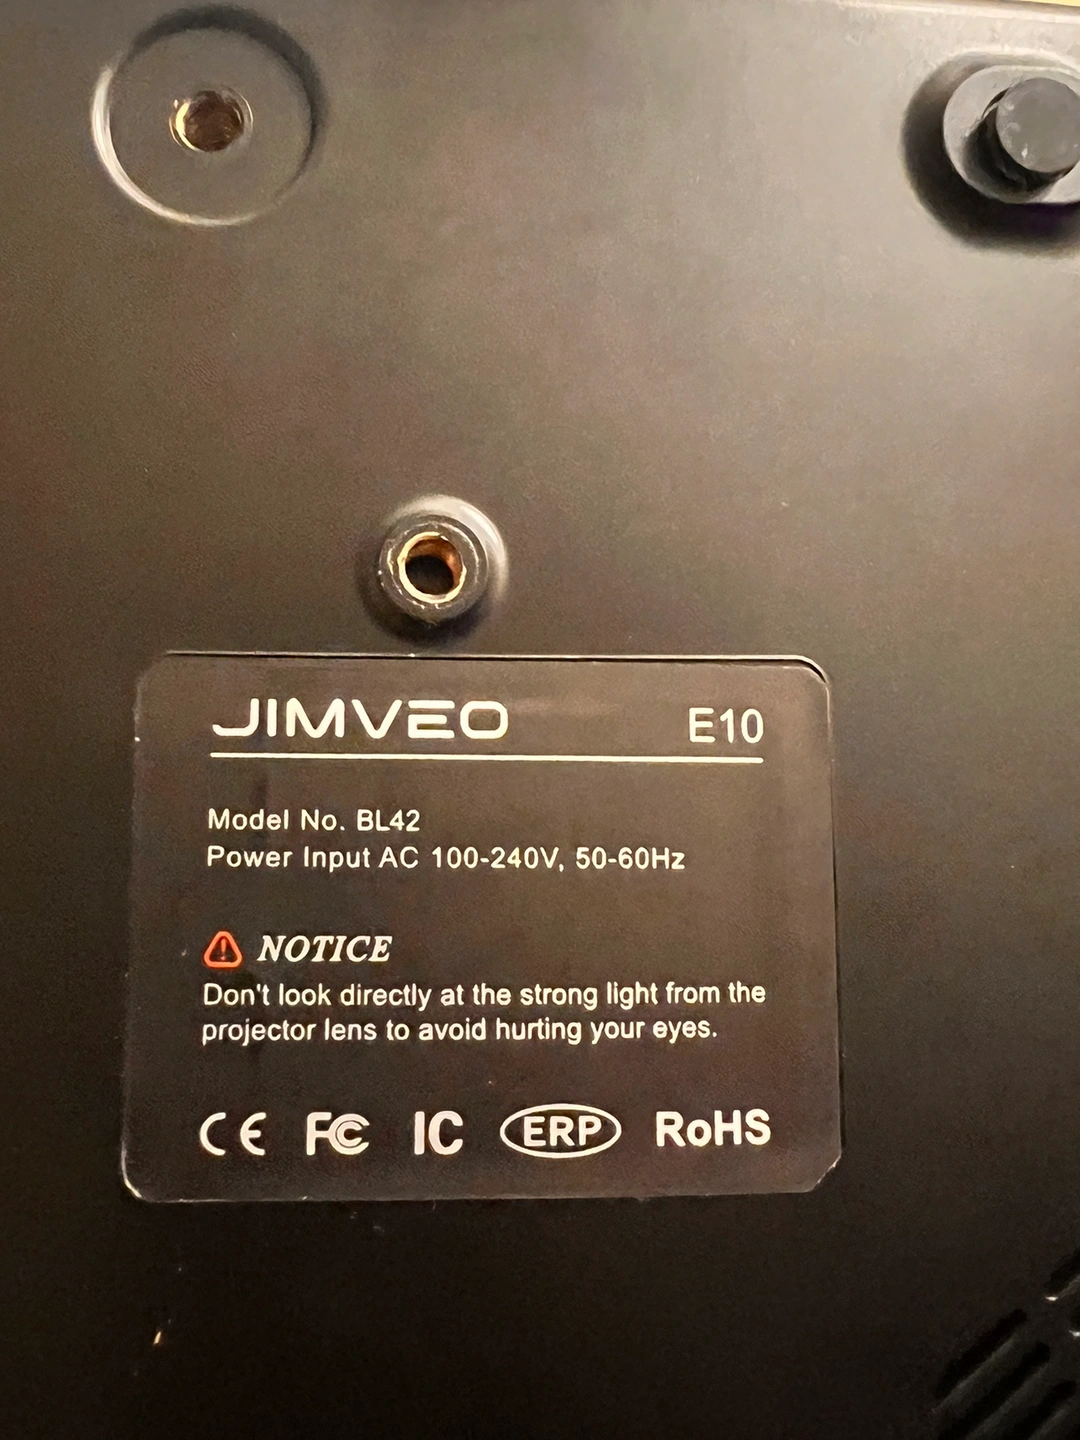 JIMVEO E10
Model No. BL42
Power Input AC 100-240V, 50-60Hz
NOTICE
Don't look directly at the strong light from the
projector lens to avoid hurting your eyes.
CE FC IC ERP RoHS